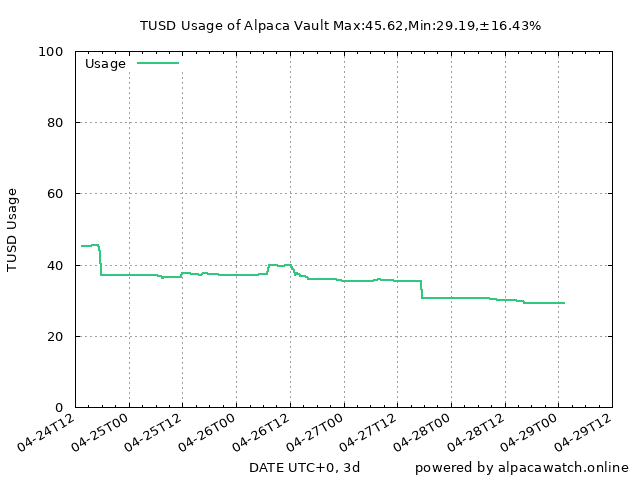 TUSD Usage of Alpaca Vault Max:45.62,Min:29.19,±16.43%
Usage
TUSD Usage
100
80
60
40
20
0
04-24T12
04-25T00
04-25T12
04-26T00
04-26T12
04-27T00
04-27T12
04-28T00
04-28T12
04-29T00
04-29T12
DATE UTC+0, 3d
powered by alpacawatch.online